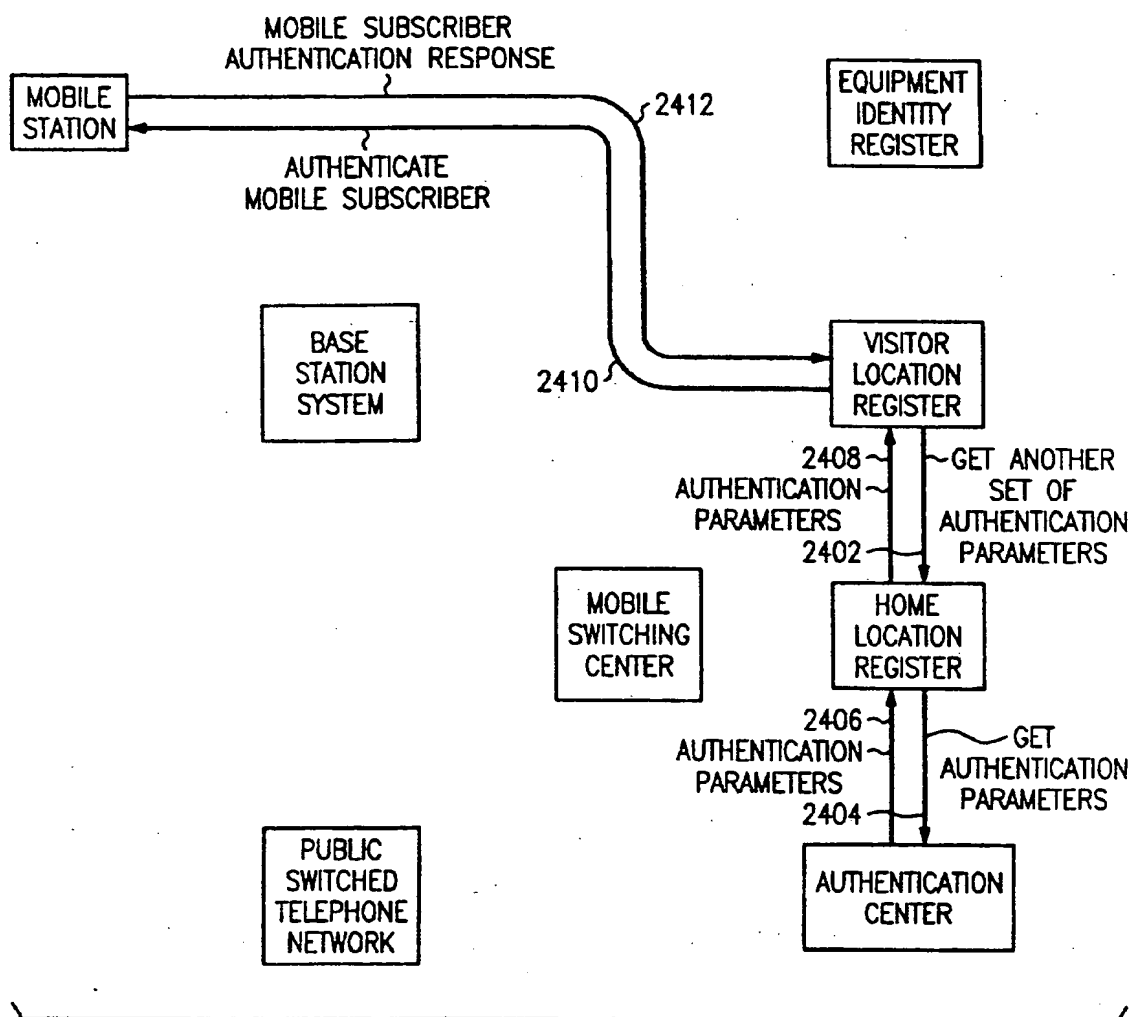 MOBILE SUBSCRIBER
AUTHENTICATION RESPONSE
MOBILE
STATION
2412
EQUIPMENT
IDENTITY
REGISTER
AUTHENTICATE
MOBILE SUBSCRIBER
BASE
STATION
SYSTEM
2410
VISITOR
LOCATION
REGISTER
2408
AUTHENTICATION
PARAMETERS
2402
GET ANOTHER
SET OF
AUTHENTICATION
PARAMETERS
MOBILE
SWITCHING
CENTER
HOME
LOCATION
REGISTER
2406
AUTHENTICATION
PARAMETERS
2404
GET
AUTHENTICATION
PARAMETERS
PUBLIC
SWITCHED
TELEPHONE
NETWORK
AUTHENTICATION
CENTER